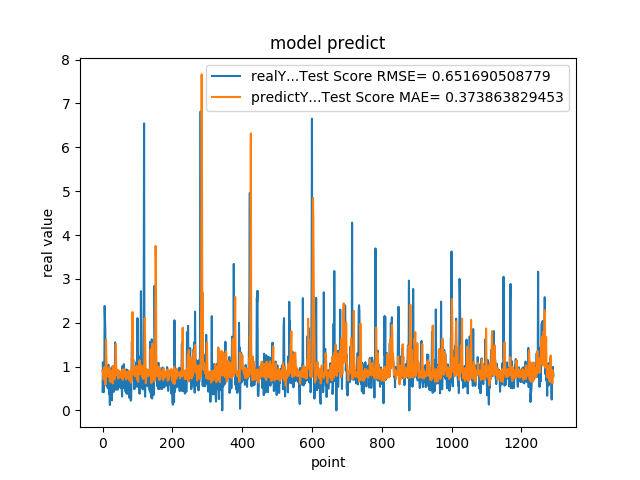 model predict
realY...Test Score RMSE= 0.651690508779
predictY...Test Score MAE= 0.373863829453
8
7
6
5
4
3
2
1
0
real value
0 200 400 600 800 1000 1200
point